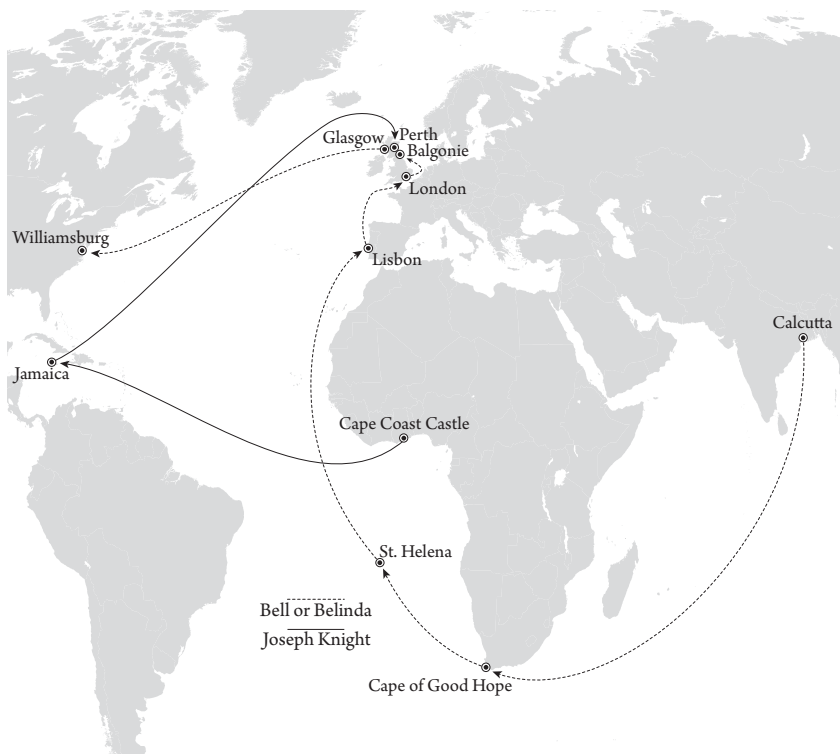 Glasgow
Perth
Balgonie
London
Williamsburg
Lisbon
Calcutta
Jamaica
Cape Coast Castle
St. Helena
Bell or Belinda
Joseph Knight
Cape of Good Hope